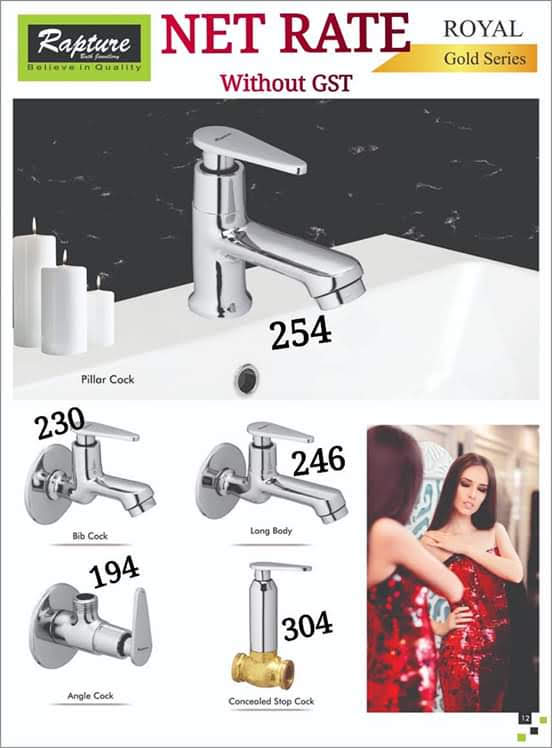 Rapture
Bath Jewellery
Believe in Quality
NET RATE
Without GST
ROYAL
Gold Series
254
Pillar Cock
230
Bib Cock
246
Long Body
194
Angle Cock
304
Concealed Stop Cock
12